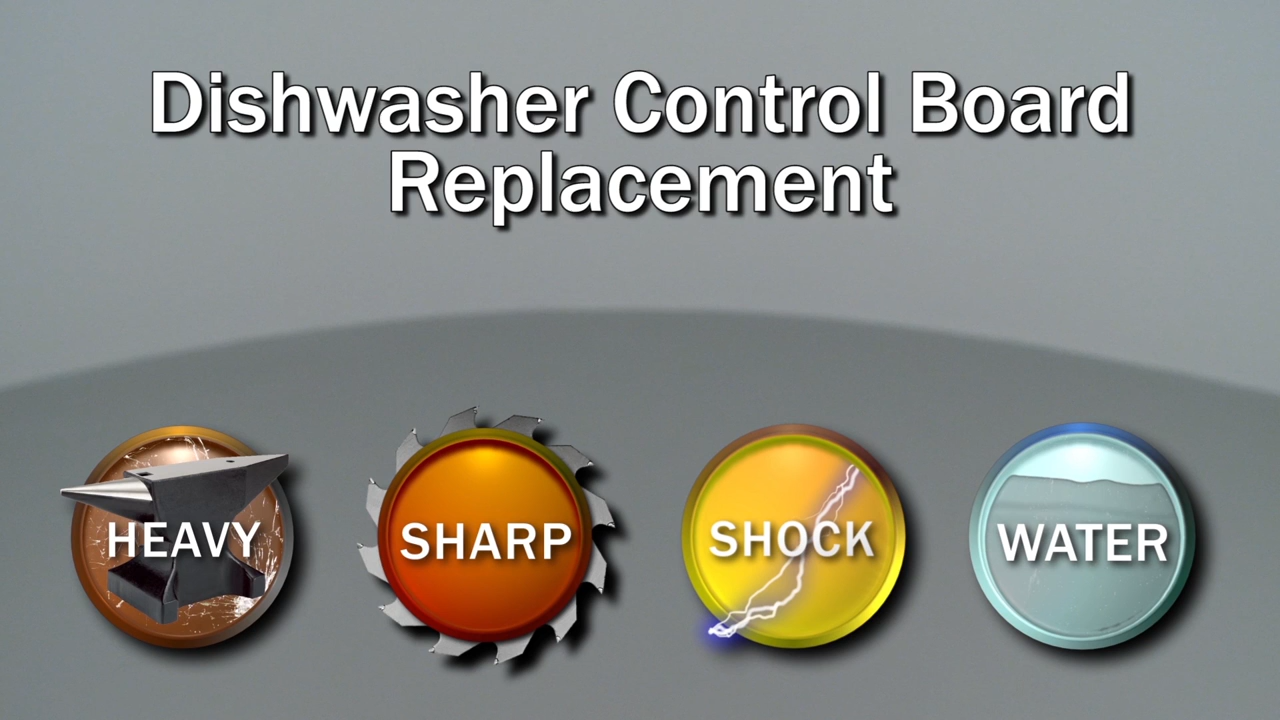 Dishwasher Control Board
Replacement
HEAVY
SHARP
SHOCK
WATER